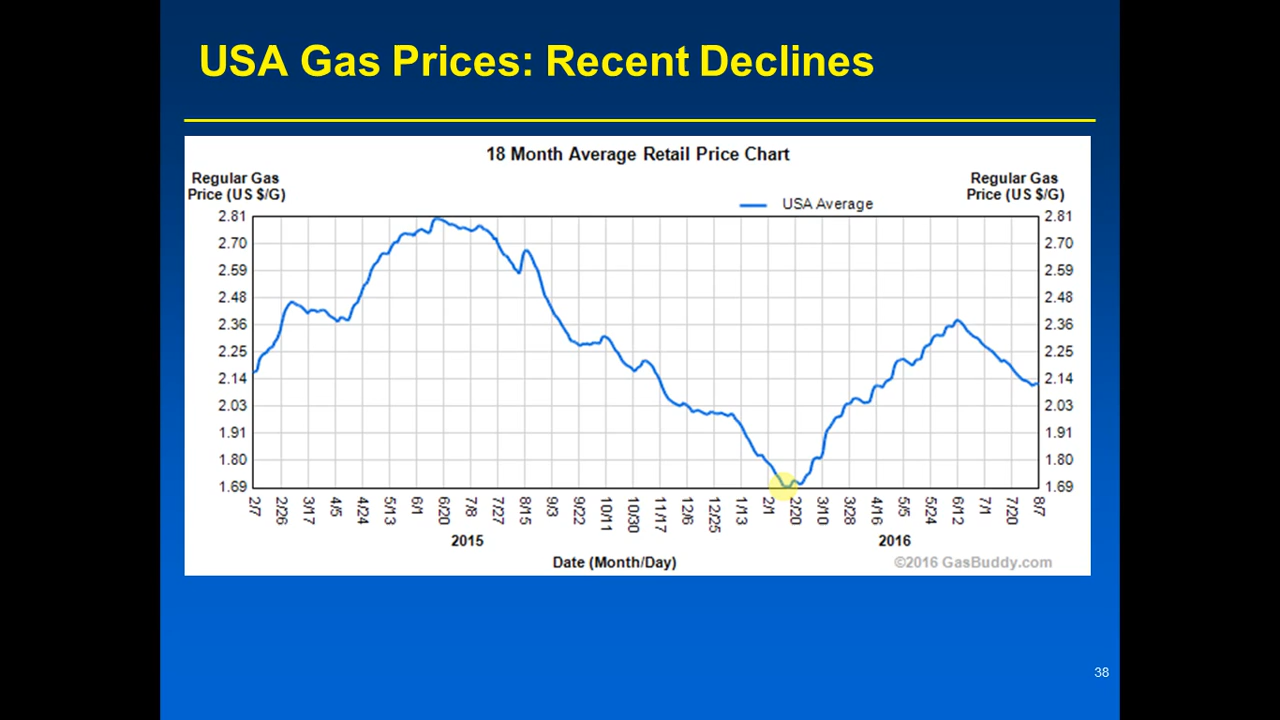 USA Gas Prices: Recent Declines
18 Month Average Retail Price Chart
Regular Gas
Price (US $/G)
Regular Gas
Price (US $/G)
USA Average
2.81
2.81
2.70
2.70
2.59
2.59
2.48
2.48
2.36
2.36
2.25
2.25
2.14
2.14
2.03
2.03
1.91
1.91
1.80
1.80
1.69
1.69
2/7 2/26 3/17 4/5 4/24 5/13 6/1 6/20 7/8 7/27 8/15 9/3 9/22 10/11 10/30 11/17 12/6 12/25 1/13 2/1 2/20 3/10 3/28 4/16 5/5 5/24 6/12 7/1 7/20 8/7
2015
2016
Date (Month/Day)
©2016 GasBuddy.com
38